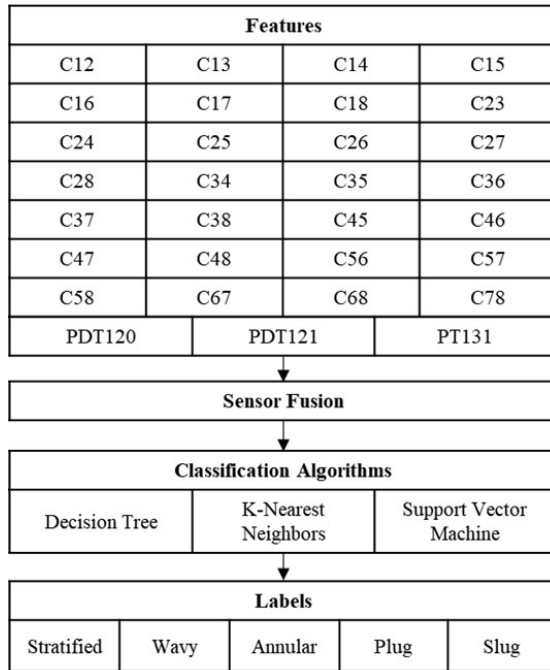 Features
C12 C13 C14 C15
C16 C17 C18 C23
C24 C25 C26 C27
C28 C34 C35 C36
C37 C38 C45 C46
C47 C48 C56 C57
C58 C67 C68 C78
PDT120 PDT121 PT131
Sensor Fusion
Classification Algorithms
Decision Tree
K-Nearest
Neighbors
Support Vector
Machine
Labels
Stratified Wavy Annular Plug Slug